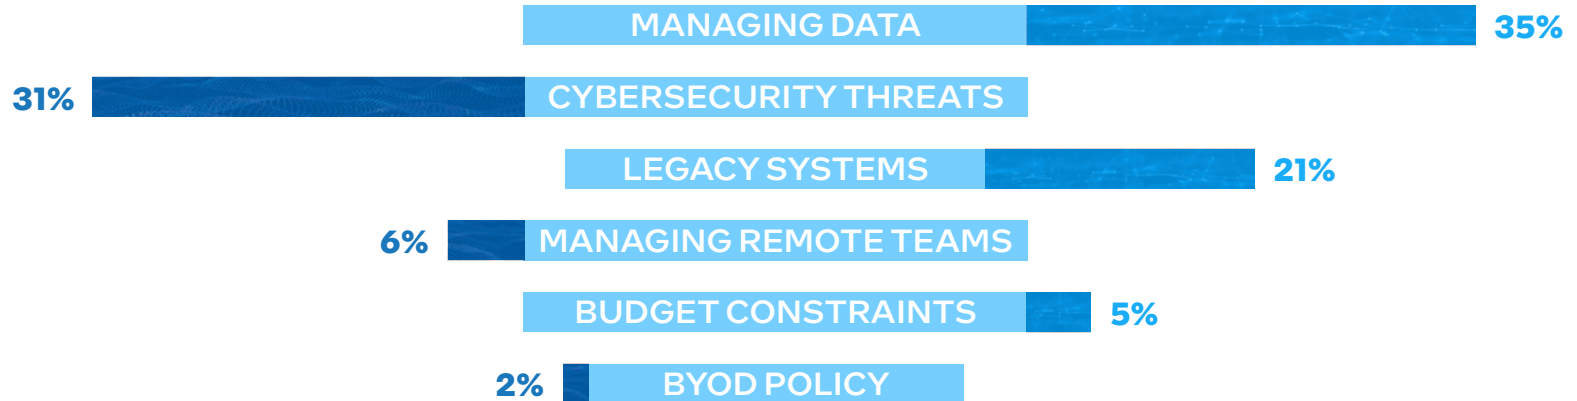 MANAGING DATA 35%
31% CYBERSECURITY THREATS
LEGACY SYSTEMS 21%
6% MANAGING REMOTE TEAMS
BUDGET CONSTRAINTS 5%
2% BYOD POLICY